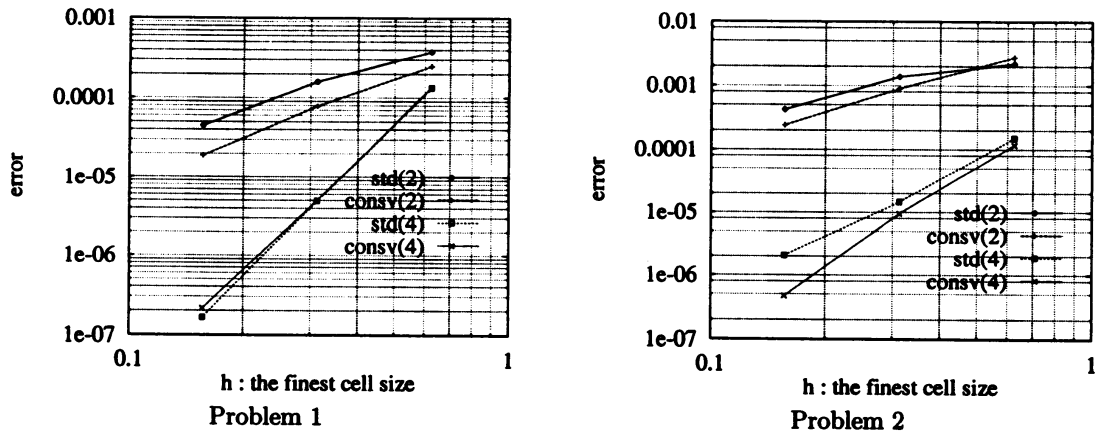 0.001
0.0001
1e-05
1e-06
1e-07
error
std(2)
consv(2)
std(4)
consv(4)
0.1
1
h : the finest cell size
Problem 1
0.01
0.001
0.0001
1e-05
1e-06
1e-07
error
std(2)
consv(2)
std(4)
consv(4)
0.1
1
h : the finest cell size
Problem 2